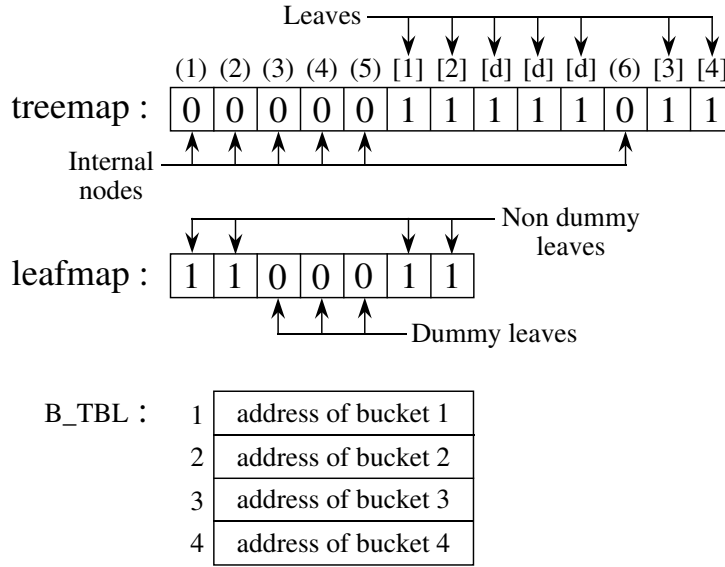 Leaves
(1) (2) (3) (4) (5) [1] [2] [d] [d] [d] (6) [3] [4]
treemap : 0 0 0 0 0 1 1 1 1 1 0 1 1
Internal
nodes
Non dummy
leaves
leafmap : 1 1 0 0 0 1 1
Dummy leaves
B_TBL : 1 address of bucket 1
2 address of bucket 2
3 address of bucket 3
4 address of bucket 4